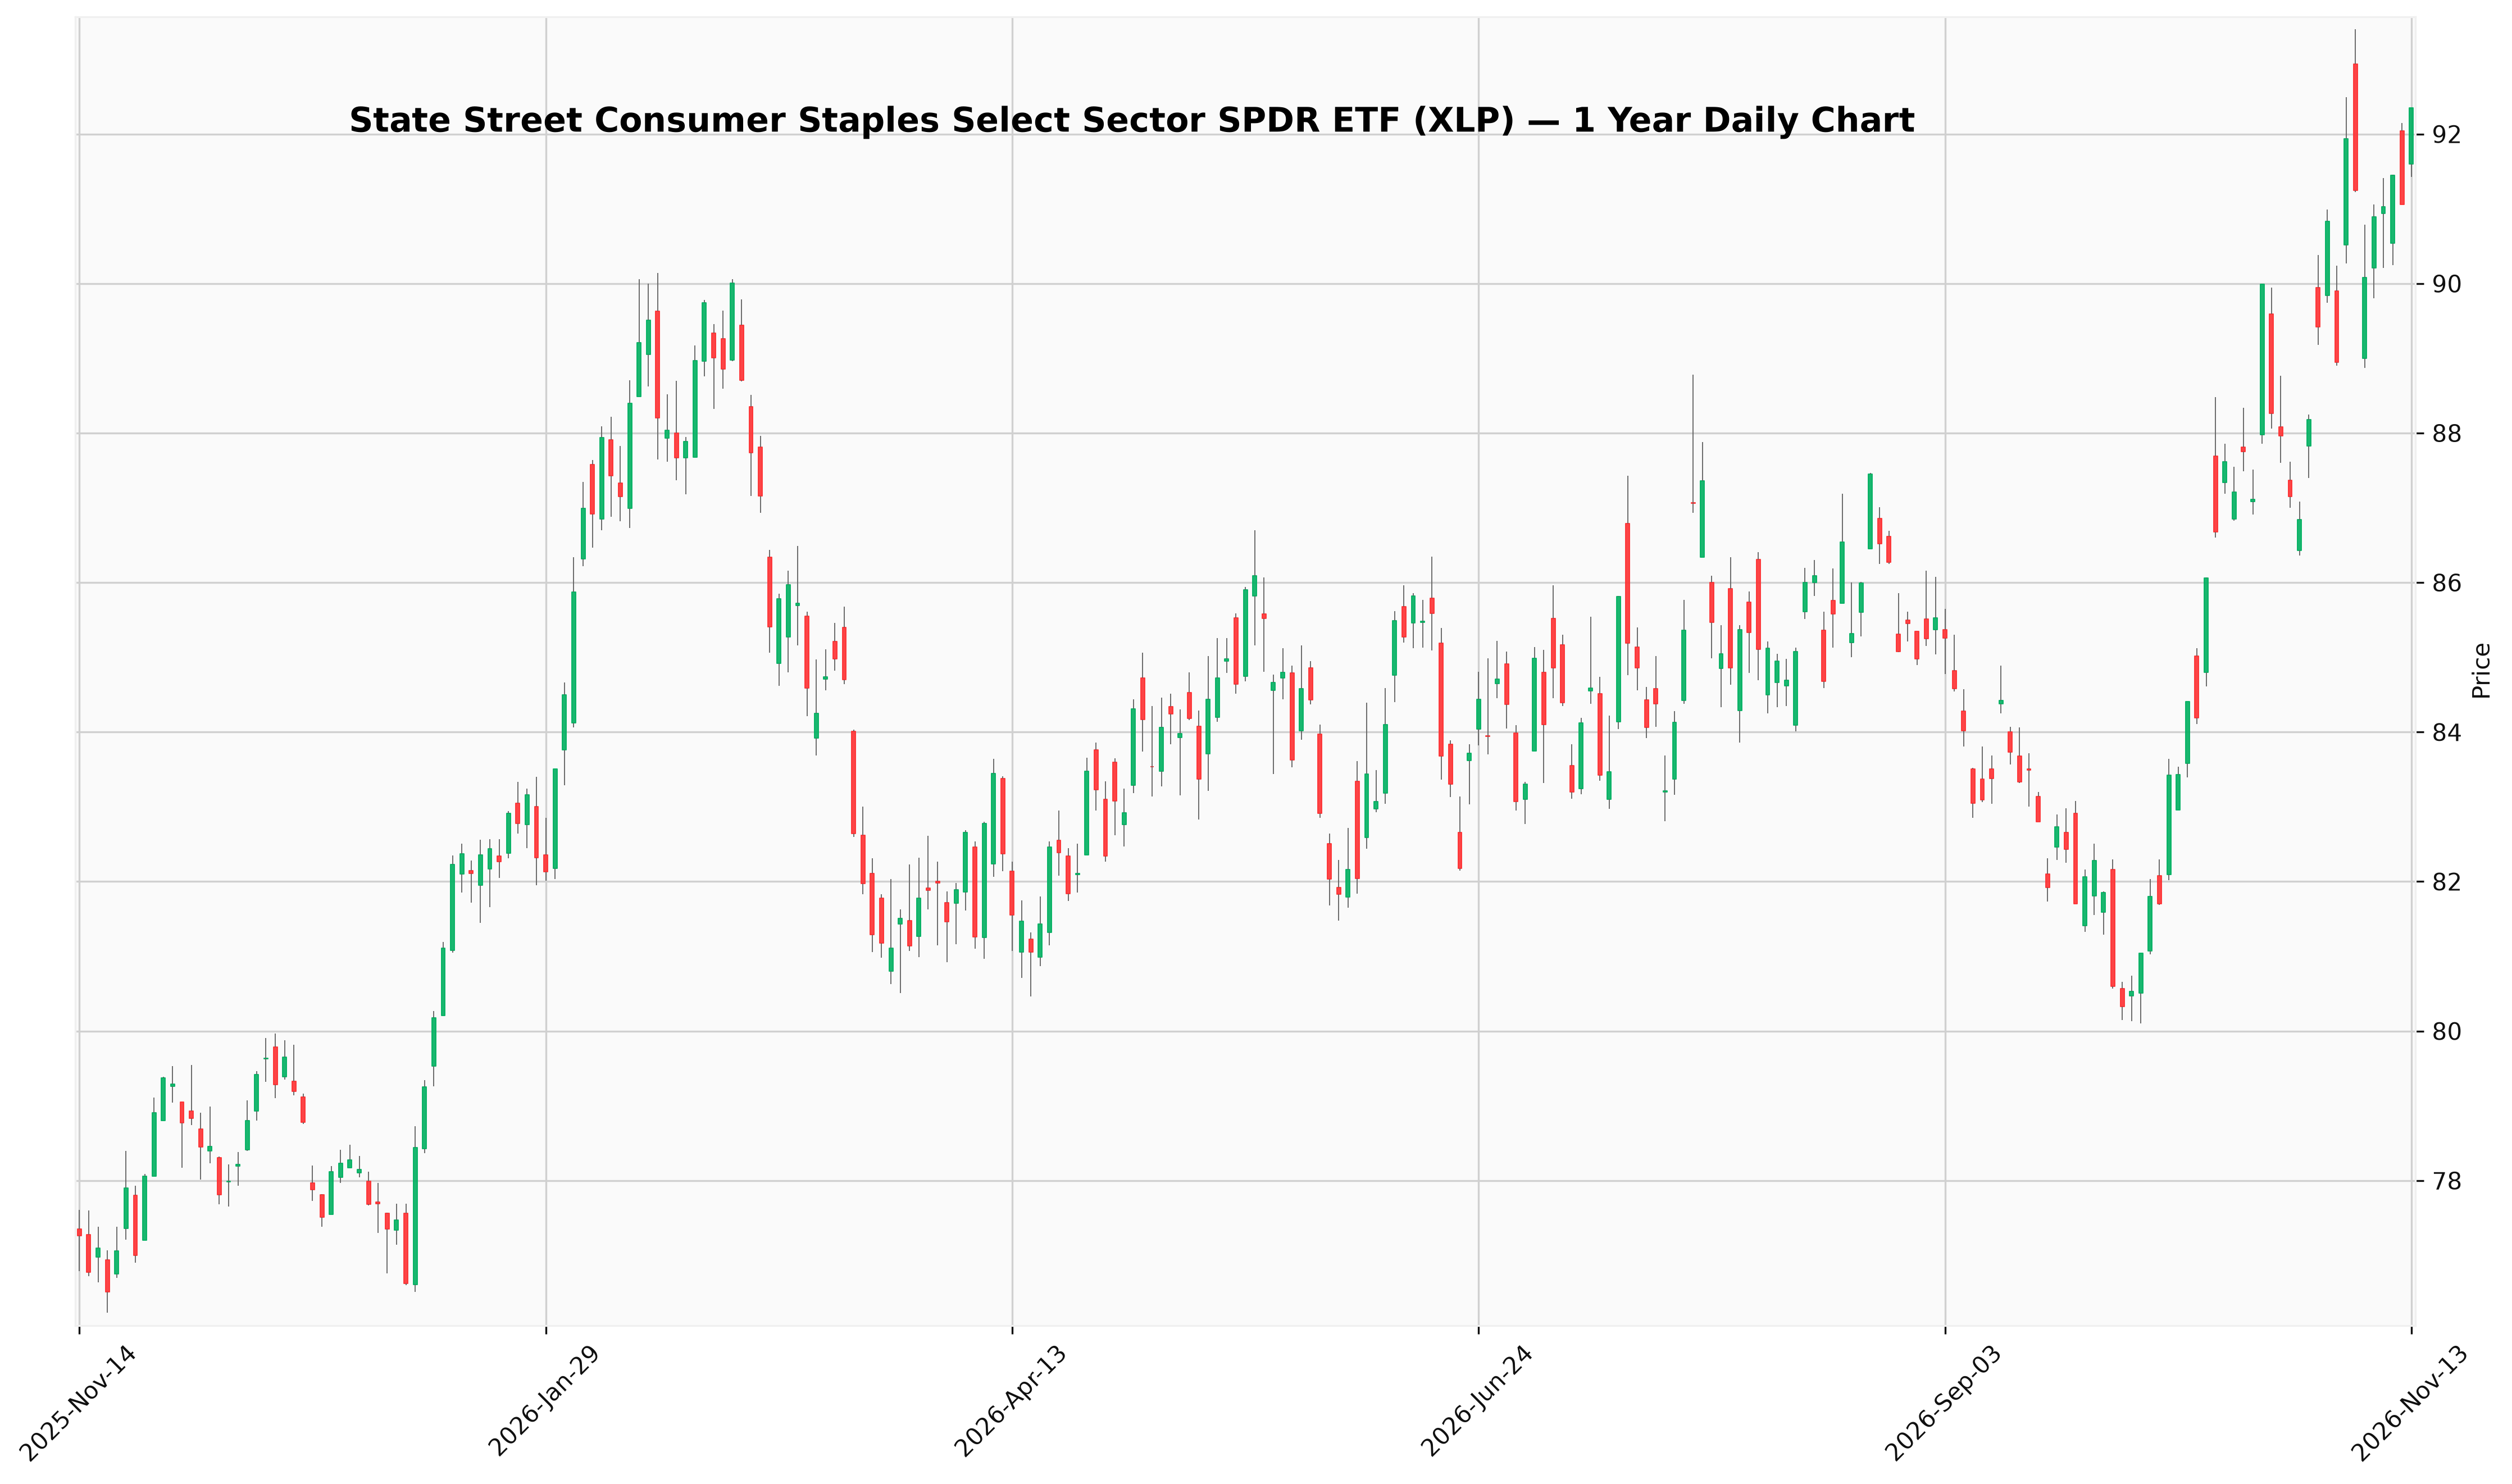 State Street Consumer Staples Select Sector SPDR ETF (XLP) — 1 Year Daily Chart
92
90
88
86
84
82
80
78
Price
2025-Nov-14
2026-Jan-29
2026-Apr-13
2026-Jun-24
2026-Sep-03
2026-Nov-13